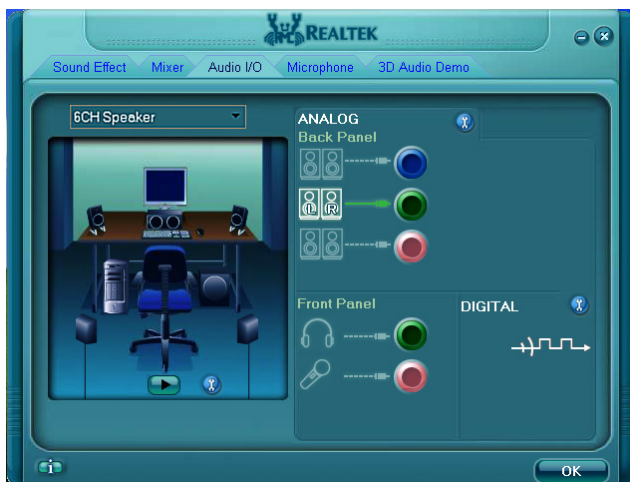 REALTEK
Sound Effect Mixer Audio I/O Microphone 3D Audio Demo
6CH Speaker
ANALOG
Back Panel
(L (R)
Front Panel
DIGITAL
i
OK